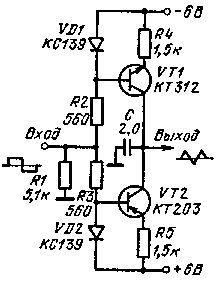 -6В
VD1
КС139
R4
1,5к
VT1
КТ312
R2
560
C
2,0
Вход
Выход
R1
5,1к
R3
560
VT2
КТ203
VD2
КС139
R5
1,5к
+6В